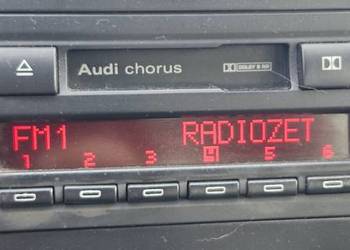 Audi chorus DOLBY B NR
FM1 RADIOZET
1 2 3 4 5 6